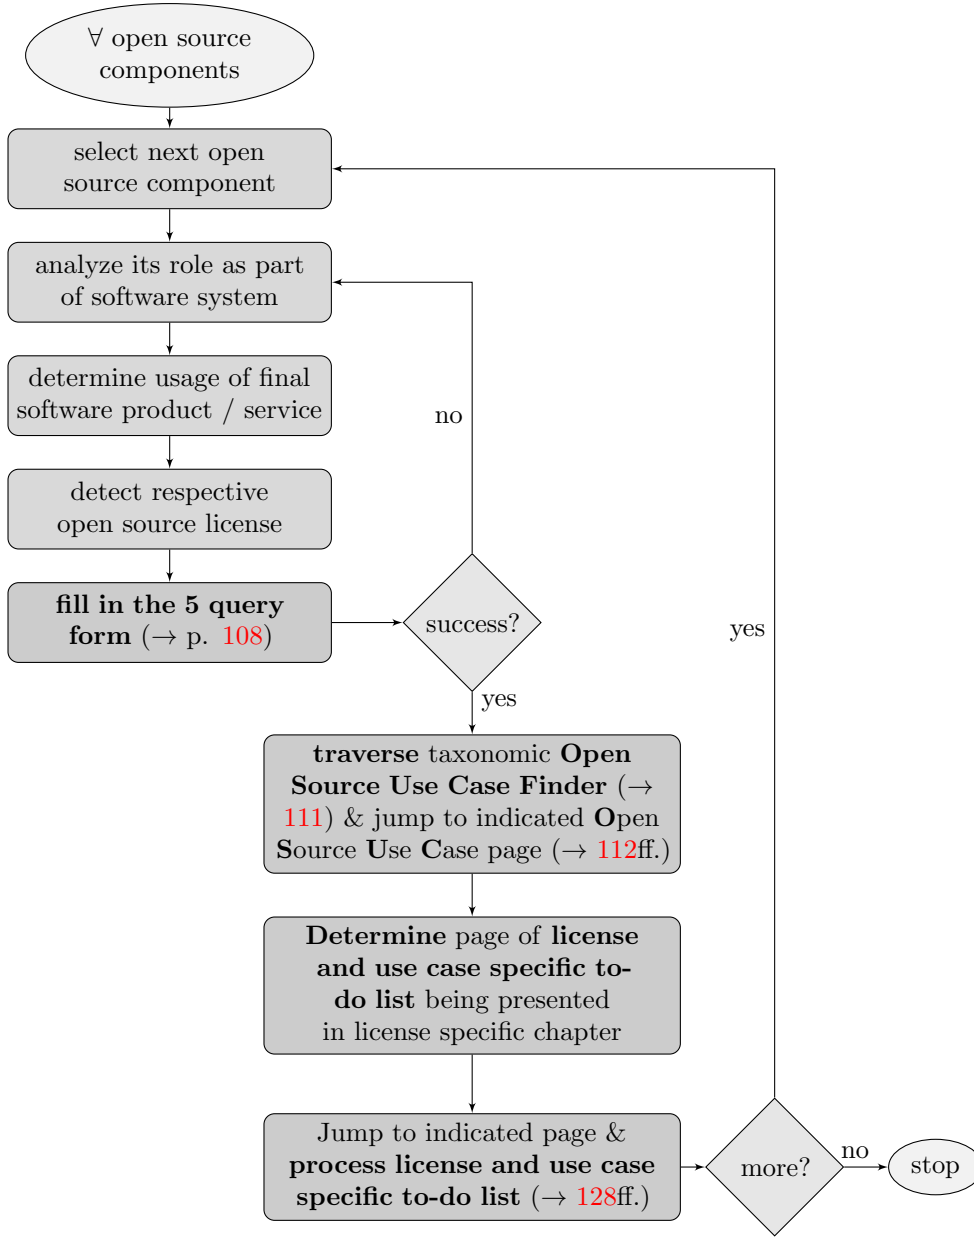 ∀ open source
components
select next open
source component
analyze its role as part
of software system
determine usage of final
software product / service
no
detect respective
open source license
fill in the 5 query
form (→ p. 108)
success?
yes
yes
traverse taxonomic Open
Source Use Case Finder (→
111) & jump to indicated Open
Source Use Case page (→ 112ff.)
Determine page of license
and use case specific to-
do list being presented
in license specific chapter
Jump to indicated page &
process license and use case
specific to-do list (→ 128ff.)
more?
no
stop